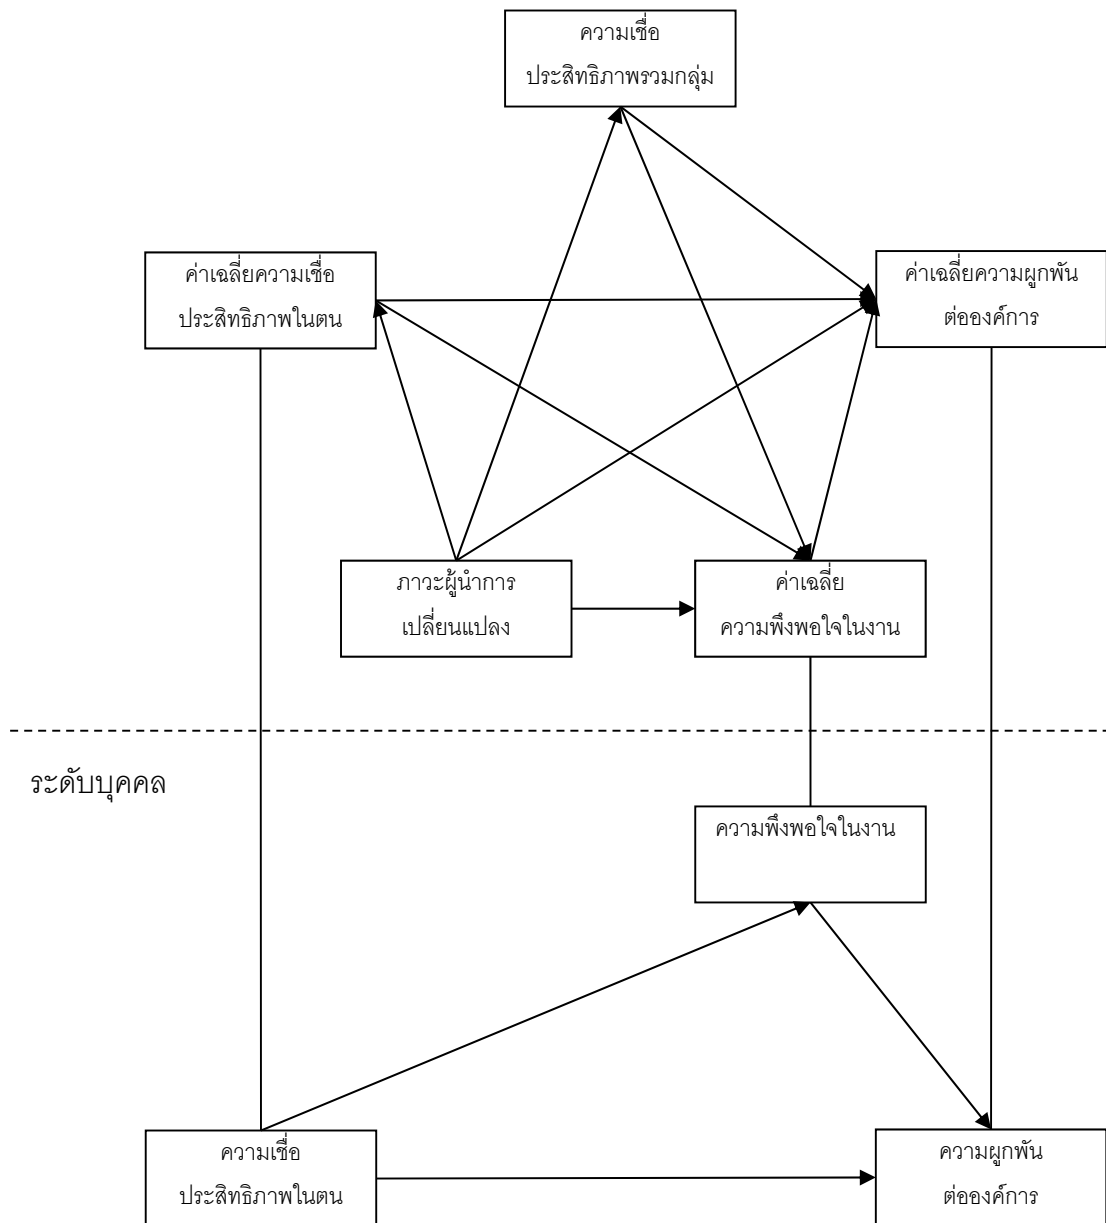 ความเชื่อ
ประสิทธิภาพรวมกลุ่ม
ค่าเฉลี่ยความเชื่อ
ประสิทธิภาพในตน
ค่าเฉลี่ยความผูกพัน
ต่อองค์การ
ภาวะผู้นำการ
เปลี่ยนแปลง
ค่าเฉลี่ย
ความพึงพอใจในงาน
ระดับบุคคล
ความพึงพอใจในงาน
ความเชื่อ
ประสิทธิภาพในตน
ความผูกพัน
ต่อองค์การ